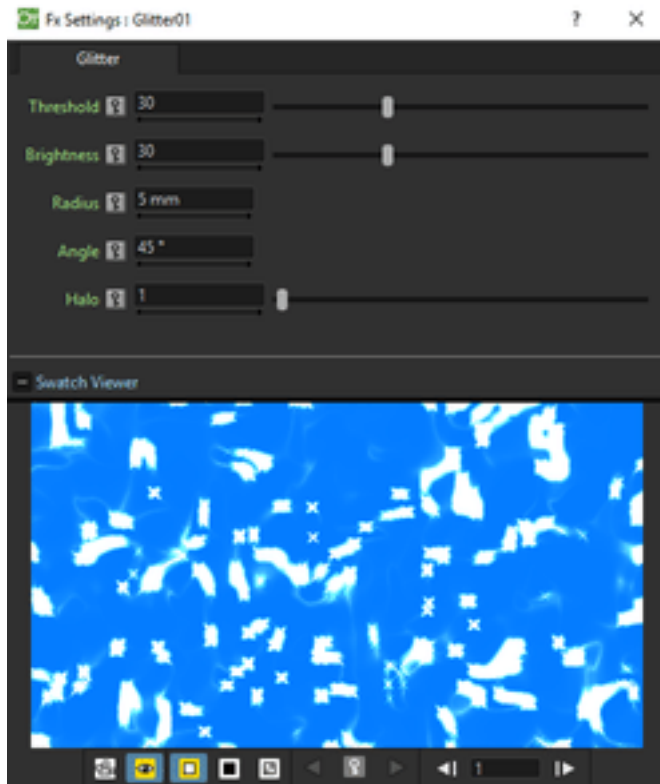 Fx Settings : Glitter01
Glitter
Threshold 30
Brightness 30
Radius 5 mm
Angle 45 °
Halo 1
Swatch Viewer
1